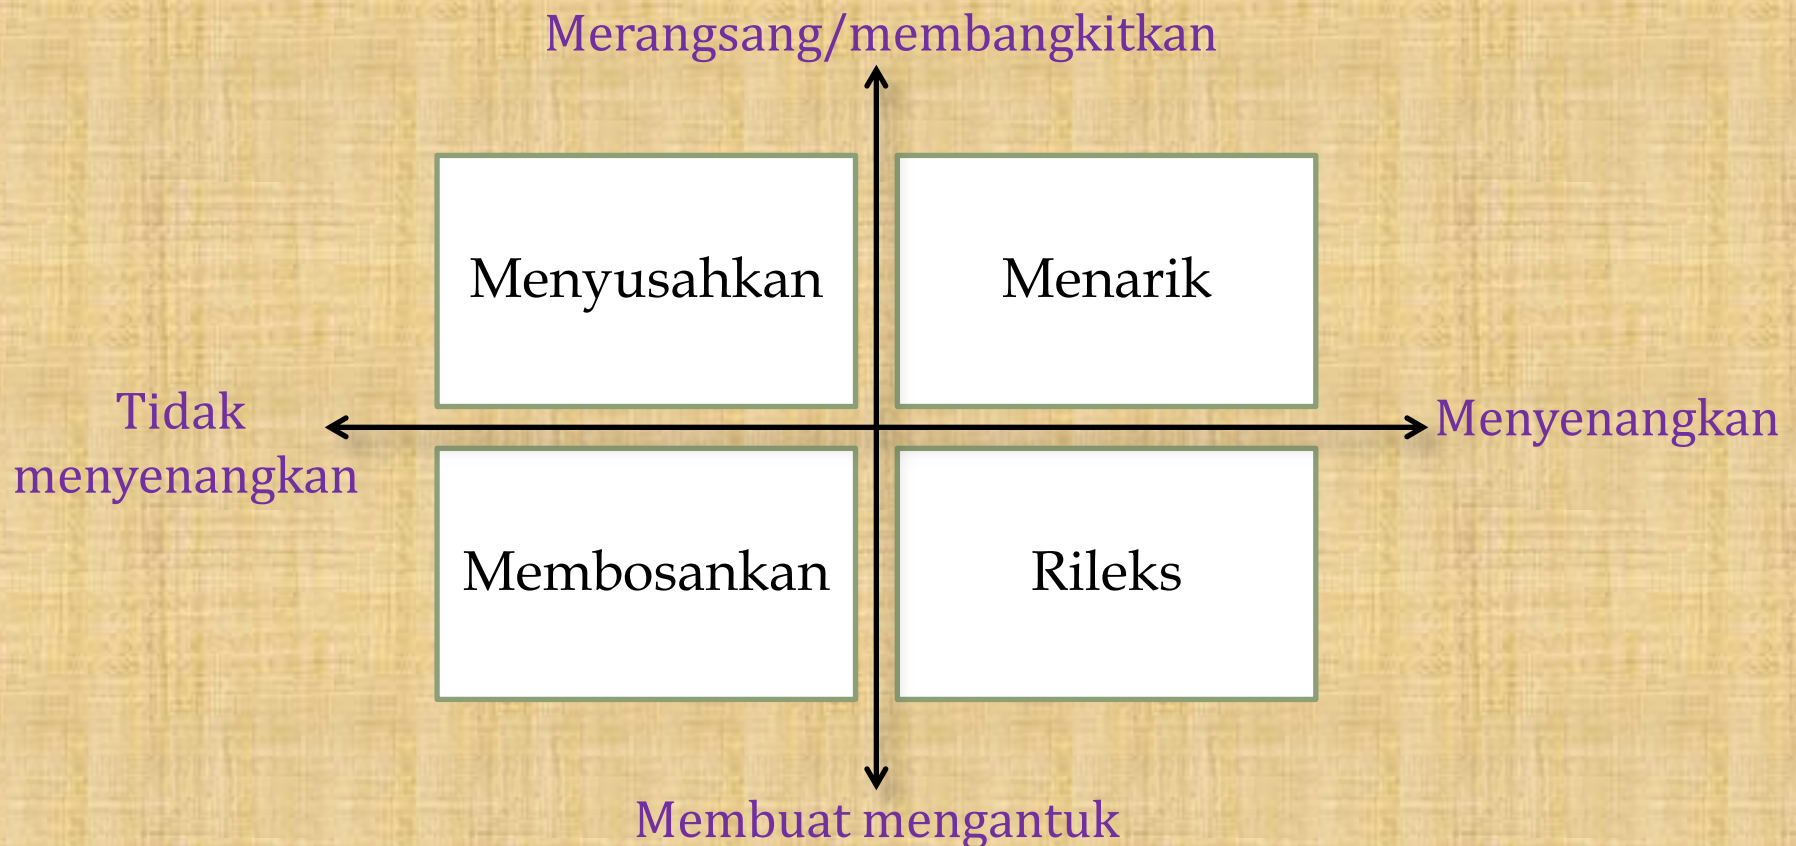 Merangsang/membangkitkan
Menyusahkan
Menarik
Tidak
menyenangkan
Menyenangkan
Membosankan
Rileks
Membuat mengantuk